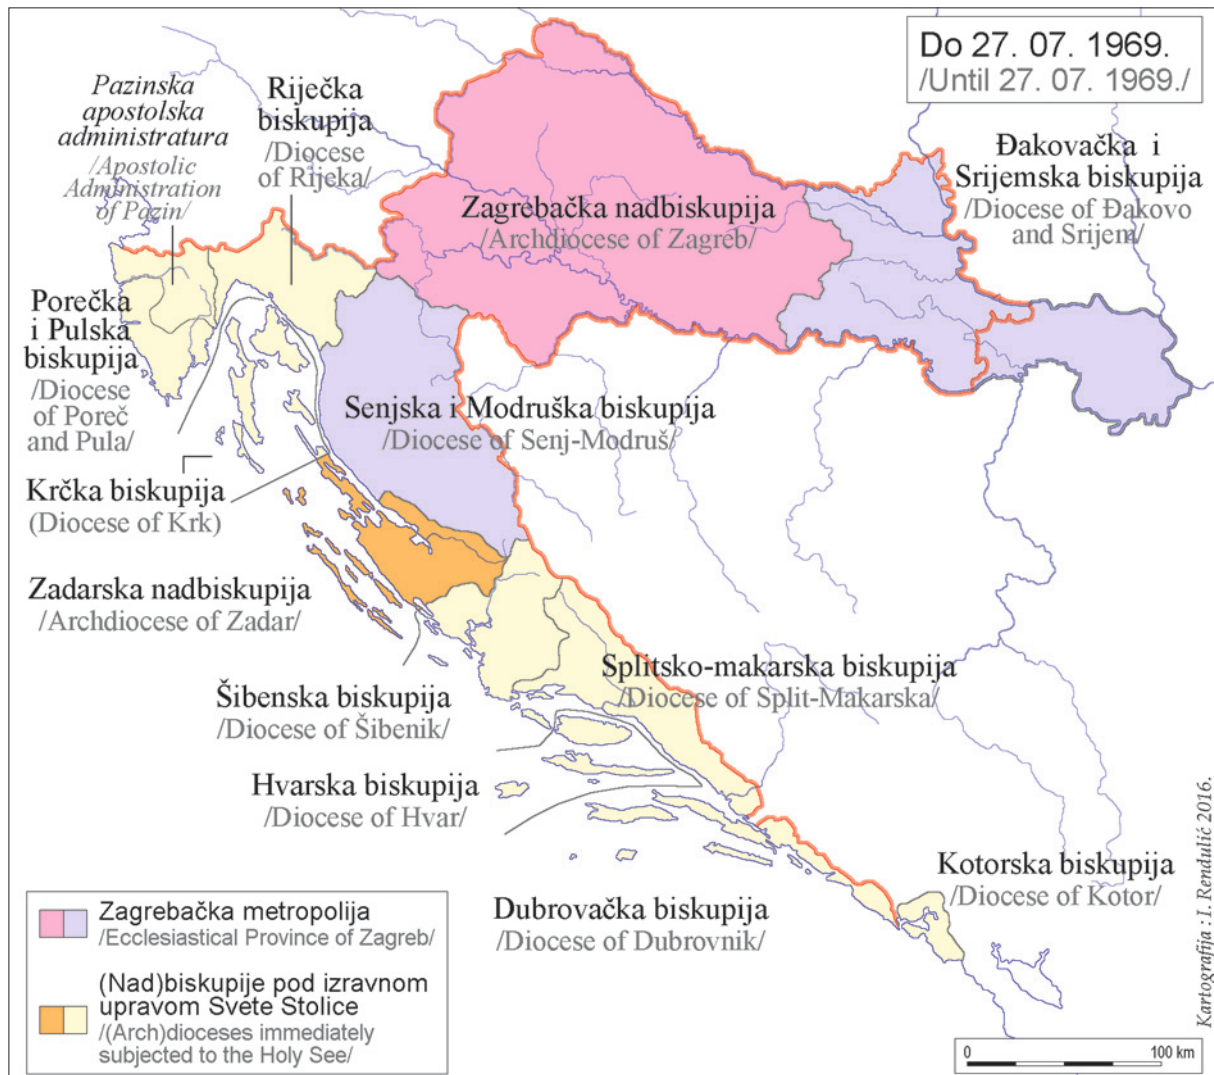 Do 27. 07. 1969.
/Until 27. 07. 1969./
Pazinska
apostolska
administratura
/Apostolic
Administration
of Pazin/
Riječka
biskupija
/Diocese
of Rijeka/
Đakovačka i
Srijemska biskupija
/Diocese of Đakovo
and Srijem/
Zagrebačka nadbiskupija
/Archdiocese of Zagreb/
Porečka
i Pulska
biskupija
/Diocese
of Poreč
and Pula/
Senjska i Modruška biskupija
/Diocese of Senj-Modruš/
Krčka biskupija
(Diocese of Krk)
Zadarska nadbiskupija
/Archdiocese of Zadar/
Šibenska biskupija
/Diocese of Šibenik/
Splitsko-makarska biskupija
/Diocese of Split-Makarska/
Hvarska biskupija
/Diocese of Hvar/
Dubrovačka biskupija
/Diocese of Dubrovnik/
Kotorska biskupija
/Diocese of Kotor/
Zagrebačka metropolija
/Ecclesiastical Province of Zagreb/
(Nad)biskupije pod izravnom
upravom Svete Stolice
/(Arch)dioceses immediately
subjected to the Holy See/
Kartografija : I. Rendulić 2016.
0 100 km